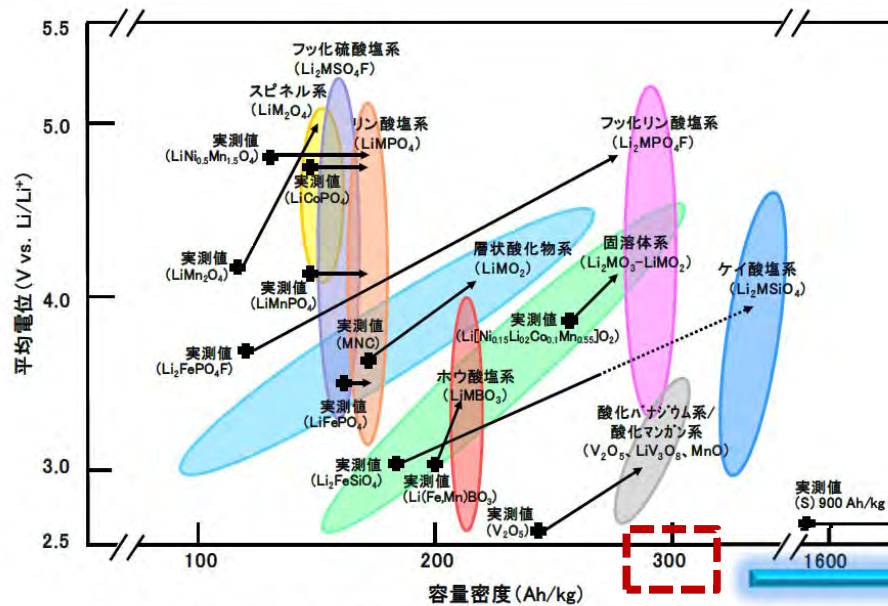 5.5
5.0
4.0
3.0
2.5
平均電位(V vs. Li/Li⁺)
フッ化硫酸塩系
(Li₂MSO₄F)
スピネル系
(LiM₂O₄)
実測値
(LiNi₀.₅Mn₁.₅O₄)
リン酸塩系
(LiMPO₄)
実測値
(LiCoPO₄)
フッ化リン酸塩系
(Li₂MPO₄F)
実測値
(LiMn₂O₄)
実測値
(LiMnPO₄)
層状酸化物系
(LiMO₂)
固溶体系
(Li₂MO₃-LiMO₂)
ケイ酸塩系
(Li₂MSiO₄)
実測値
(MNC)
実測値
(Li[Ni₀.₁₅Li₀₂Co₀.₁Mn₀.₅₅]O₂)
実測値
(Li₂FePO₄F)
実測値
(LiFePO₄)
ホウ酸塩系
(LiMBO₃)
酸化バナジウム系/
酸化マンガン系
(V₂O₅、LiV₃O₈、MnO)
実測値
(Li₂FeSiO₄)
実測値
(Li(Fe,Mn)BO₃)
実測値
(V₂O₅)
実測値
(S) 900 Ah/kg
100
200
300
1600
容量密度(Ah/kg)